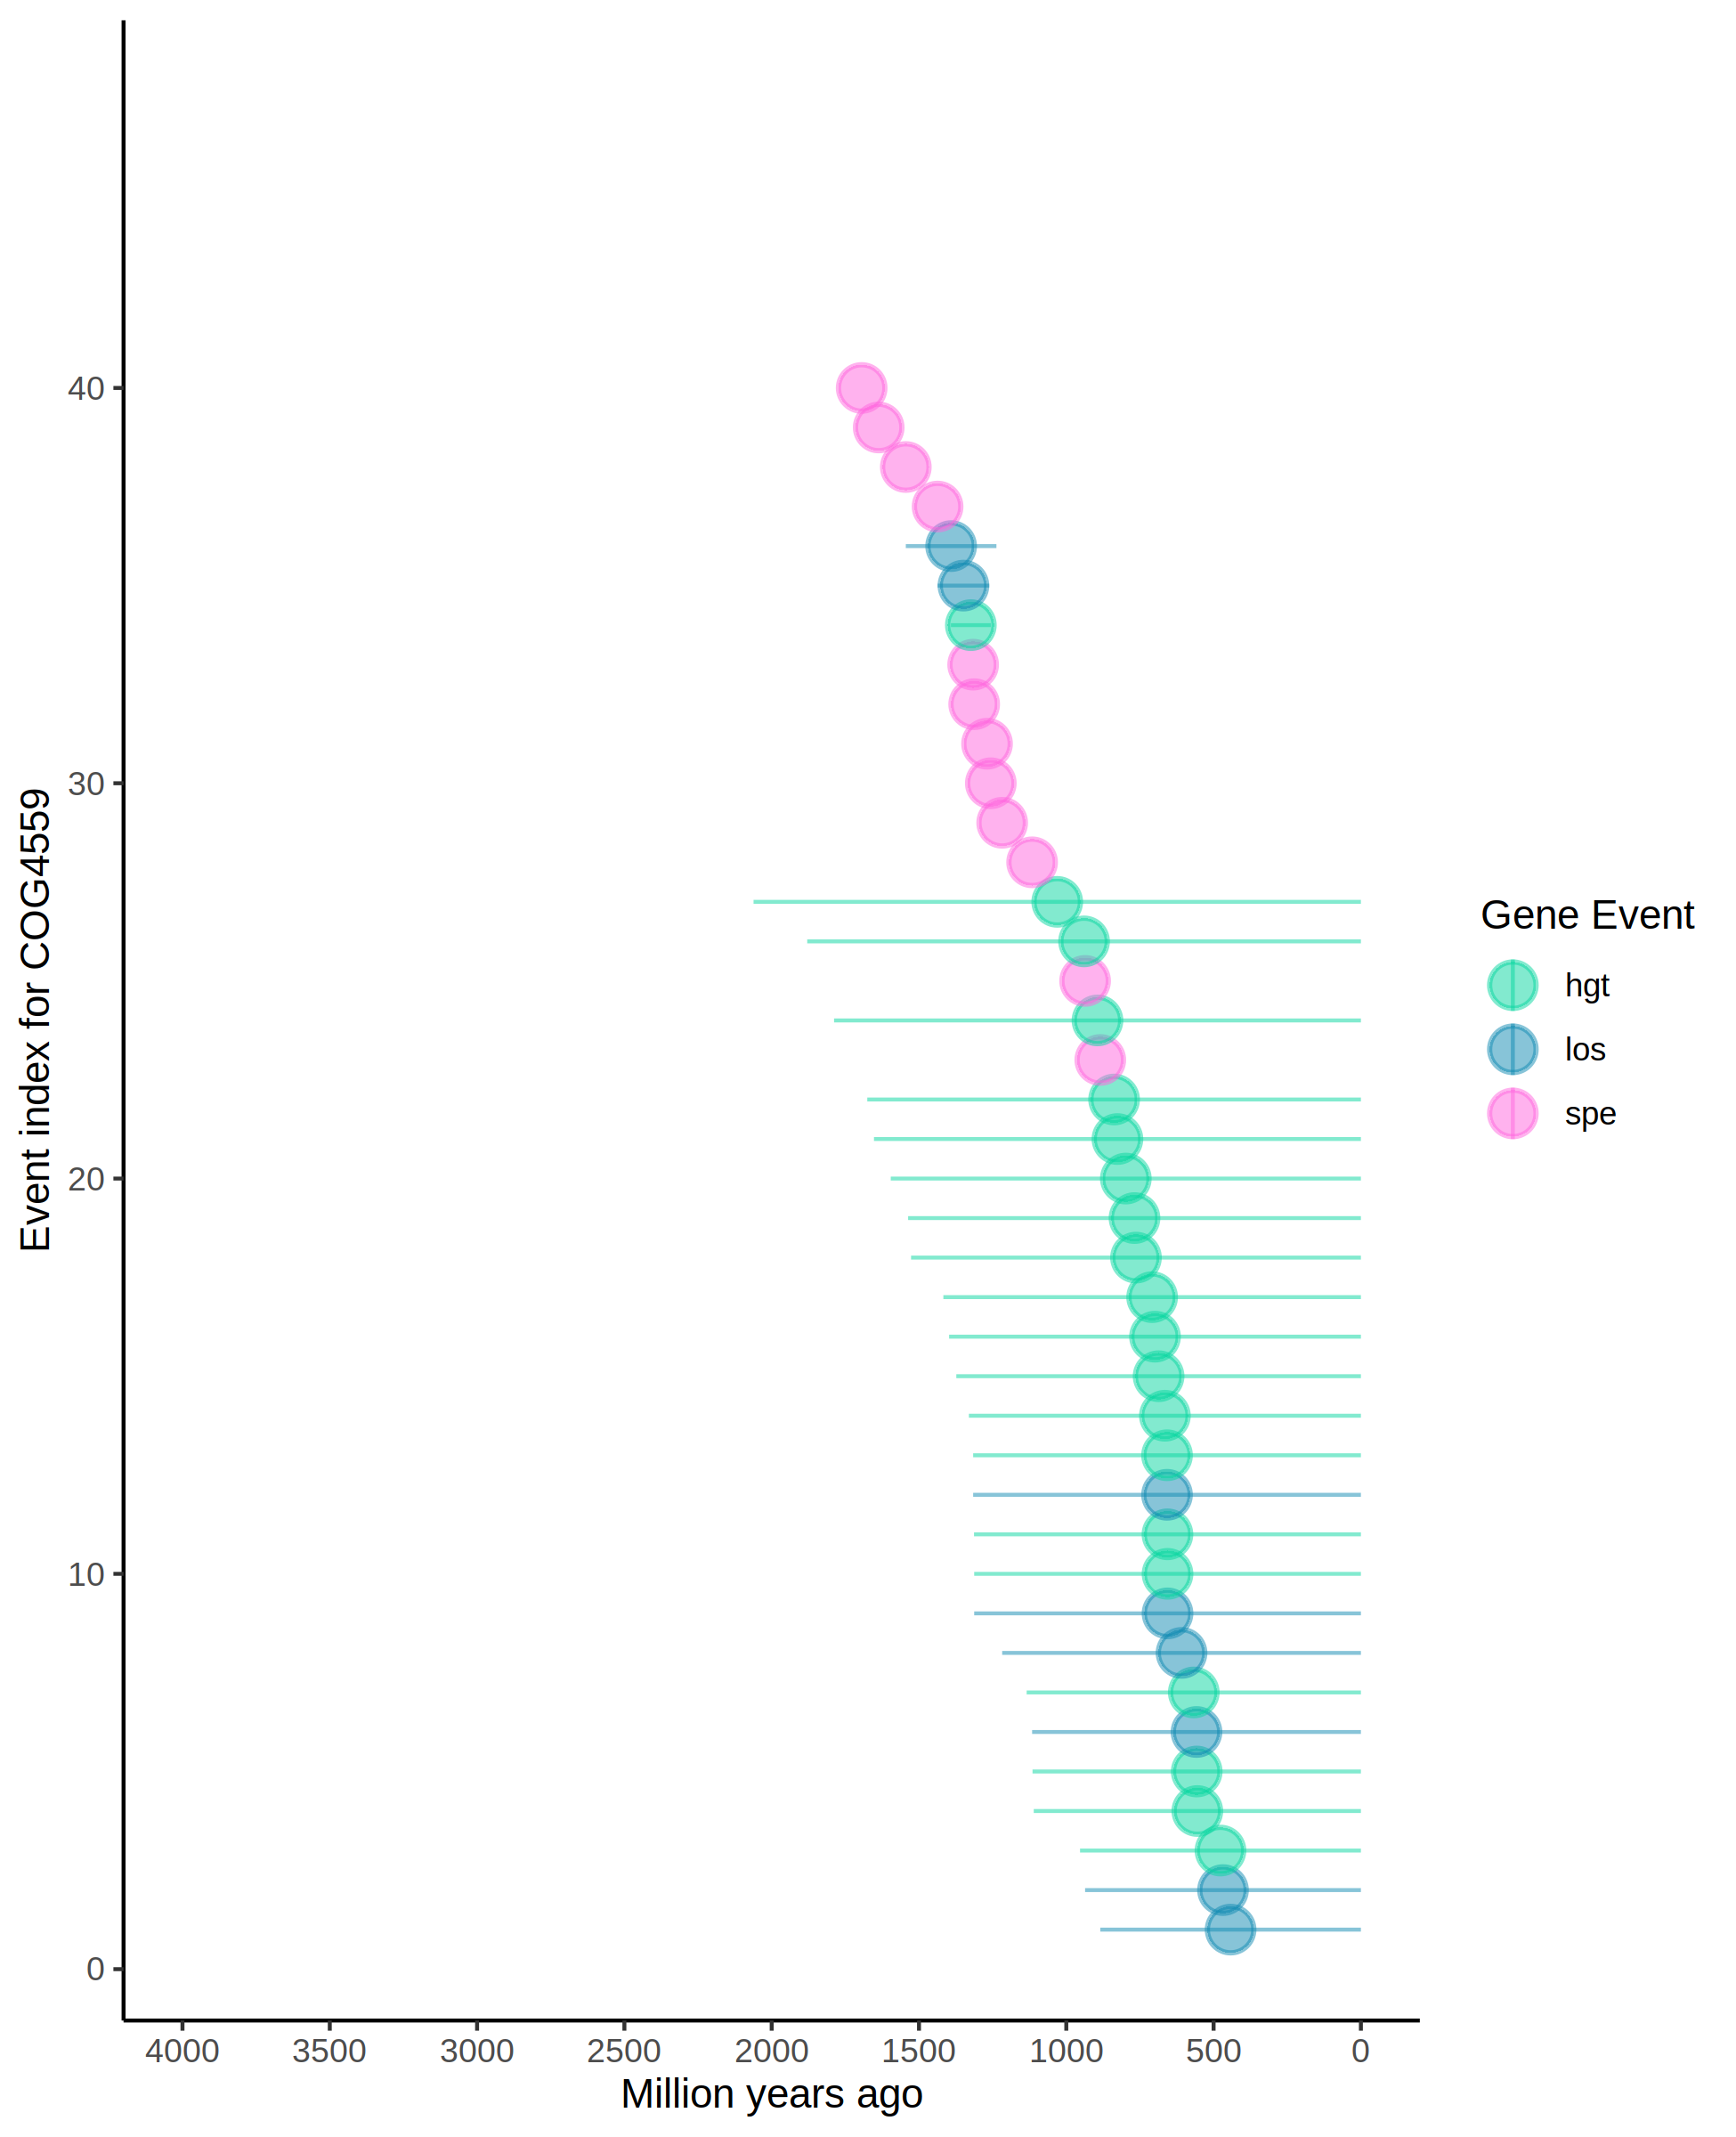 Event index for COG4559
40
30
20
10
0
4000 3500 3000 2500 2000 1500 1000 500 0
Million years ago
Gene Event
hgt
los
spe